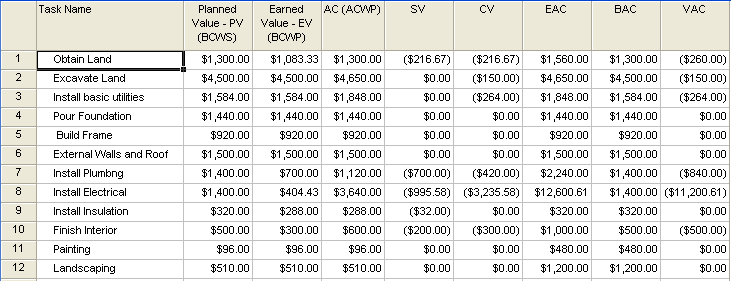 Task Name Planned Value - PV (BCWS) Earned Value - EV (BCWP) AC (ACWP) SV CV EAC BAC VAC
1 Obtain Land $1,300.00 $1,083.33 $1,300.00 ($216.67) ($216.67) $1,560.00 $1,300.00 ($260.00)
2 Excavate Land $4,500.00 $4,500.00 $4,650.00 $0.00 ($150.00) $4,650.00 $4,500.00 ($150.00)
3 Install basic utilities $1,584.00 $1,584.00 $1,848.00 $0.00 ($264.00) $1,848.00 $1,584.00 ($264.00)
4 Pour Foundation $1,440.00 $1,440.00 $1,440.00 $0.00 $0.00 $1,440.00 $1,440.00 $0.00
5 Build Frame $920.00 $920.00 $920.00 $0.00 $0.00 $920.00 $920.00 $0.00
6 External Walls and Roof $1,500.00 $1,500.00 $1,500.00 $0.00 $0.00 $1,500.00 $1,500.00 $0.00
7 Install Plumbng $1,400.00 $700.00 $1,120.00 ($700.00) ($420.00) $2,240.00 $1,400.00 ($840.00)
8 Install Electrical $1,400.00 $404.43 $3,640.00 ($995.58) ($3,235.58) $12,600.61 $1,400.00 ($11,200.61)
9 Install Insulation $320.00 $288.00 $288.00 ($32.00) $0.00 $320.00 $320.00 $0.00
10 Finish Interior $500.00 $300.00 $600.00 ($200.00) ($300.00) $1,000.00 $500.00 ($500.00)
11 Painting $96.00 $96.00 $96.00 $0.00 $0.00 $480.00 $480.00 $0.00
12 Landscaping $510.00 $510.00 $510.00 $0.00 $0.00 $1,200.00 $1,200.00 $0.00